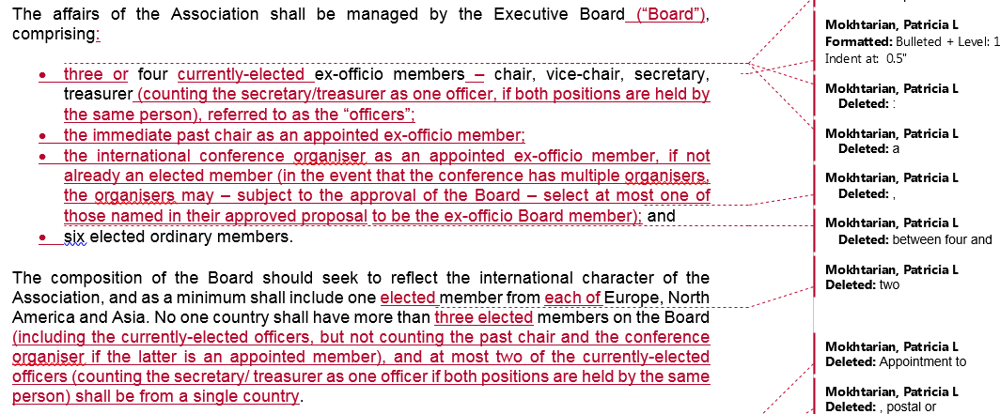 The affairs of the Association shall be managed by the Executive Board (“Board”),
comprising:
• three or four currently-elected ex-officio members – chair, vice-chair, secretary,
treasurer (counting the secretary/treasurer as one officer, if both positions are held by
the same person), referred to as the “officers”;
• the immediate past chair as an appointed ex-officio member;
• the international conference organiser as an appointed ex-officio member, if not
already an elected member (in the event that the conference has multiple organisers,
the organisers may – subject to the approval of the Board – select at most one of
those named in their approved proposal to be the ex-officio Board member); and
• six elected ordinary members.
The composition of the Board should seek to reflect the international character of the
Association, and as a minimum shall include one elected member from each of Europe, North
America and Asia. No one country shall have more than three elected members on the Board
(including the currently-elected officers, but not counting the past chair and the conference
organiser if the latter is an appointed member), and at most two of the currently-elected
officers (counting the secretary/ treasurer as one officer if both positions are held by the same
person) shall be from a single country.
Mokhtarian, Patricia L
Formatted: Bulleted + Level: 1
Indent at: 0.5"
Mokhtarian, Patricia L
Deleted: :
Mokhtarian, Patricia L
Deleted: a
Mokhtarian, Patricia L
Deleted: ,
Mokhtarian, Patricia L
Deleted: between four and
Mokhtarian, Patricia L
Deleted: two
Mokhtarian, Patricia L
Deleted: Appointment to
Mokhtarian, Patricia L
Deleted: , postal or